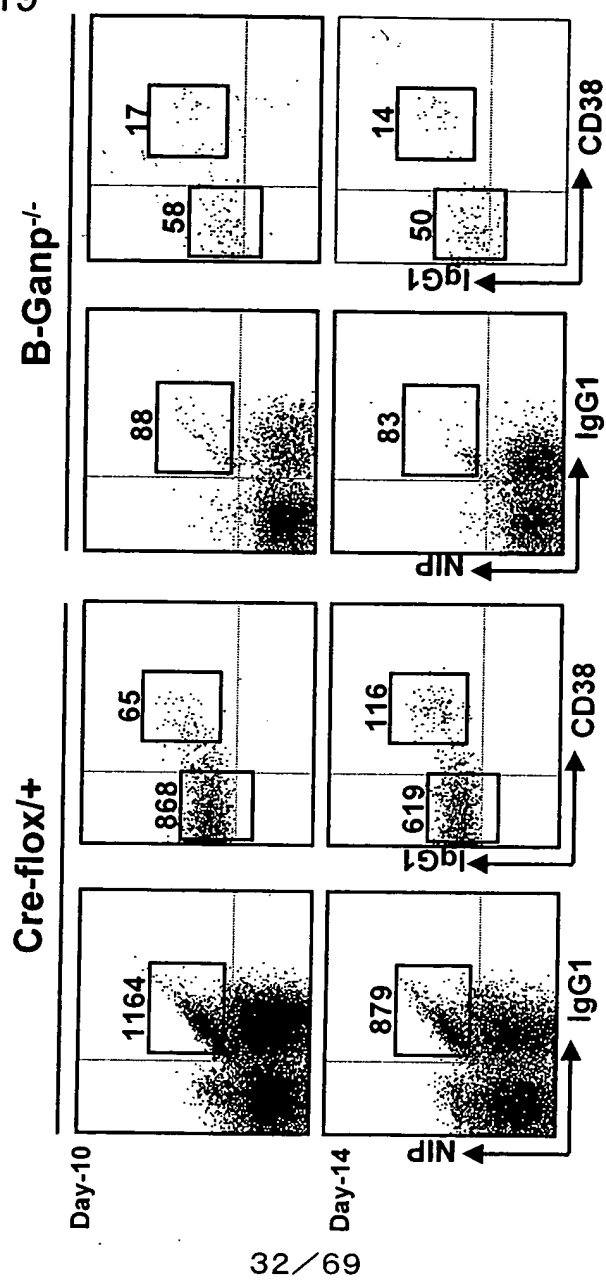 15
Cre-flox/+
B-Ganp-/-
Day-10
1164
868
65
88
58
17
Day-14
879
619
116
83
50
14
NIP
IgG1
IgG1
CD38
NIP
IgG1
IgG1
CD38
32/69